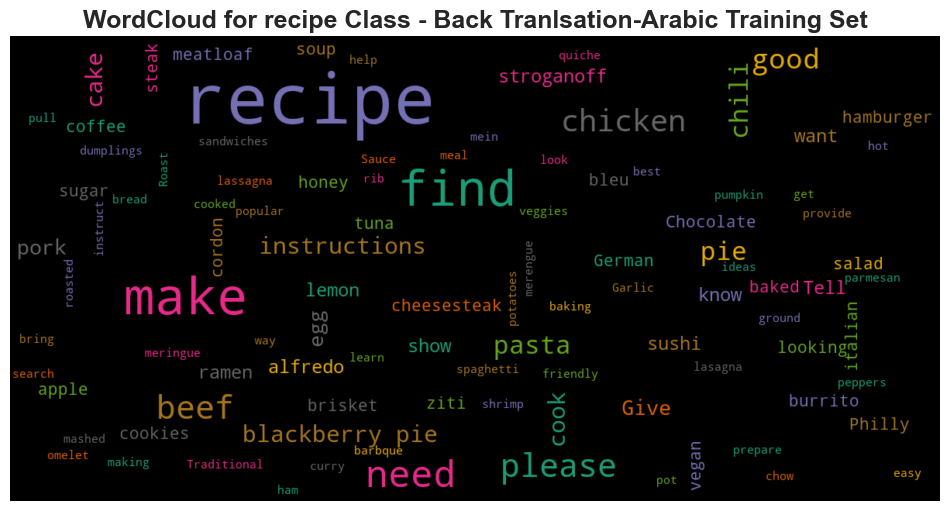 WordCloud for recipe Class - Back Tranlsation-Arabic Training Set
cake
steak
meatloaf
soup
help
quiche
stroganoff
chili
good
recipe
pull
coffee
chicken
hamburger
want
dumplings
sandwiches
mein
hot
Roast
Sauce
meal
look
best
sugar
bread
lassagna
honey
rib
find
bleu
pumpkin
get
cooked
popular
veggies
Chocolate
provide
instruct
tuna
pork
cordon
instructions
merengue
German
pie
ideas
salad
parmesan
roasted
make
lemon
cheesesteak
potatoes
baking
Garlic
know
baked
Tell
egg
ground
italian
bring
meringue
way
learn
show
pasta
sushi
looking
search
ramen
alfredo
spaghetti
friendly
lasagna
peppers
apple
beef
brisket
ziti
shrimp
cook
Give
burrito
Philly
mashed
cookies
blackberry pie
omelet
making
Traditional
curry
barbque
need
please
vegan
prepare
ham
pot
chow
easy